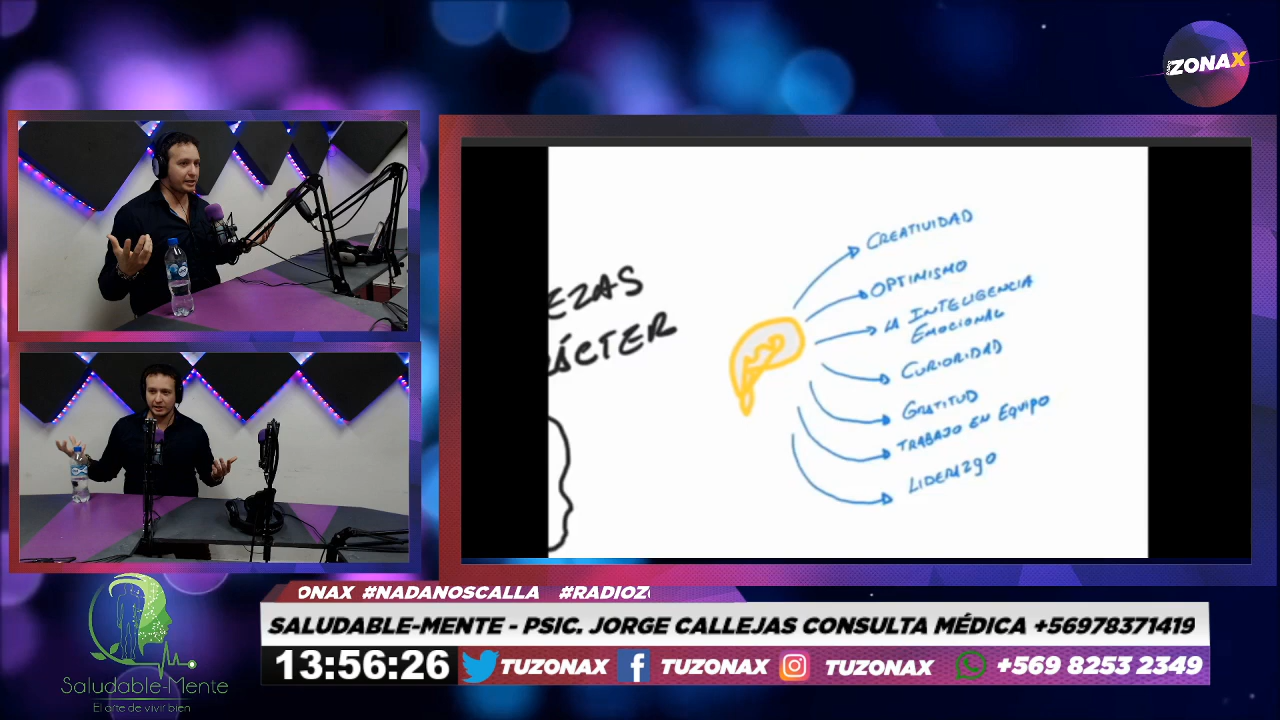 ZONAX
EZAS
ÁCTER
CREATIVIDAD
OPTIMISMO
LA INTELIGENCIA
EMOCIONAL
CURIORIDAD
GRATITUD
TRABAJO EN EQUIPO
LIDERAZGO
ONAX #NADANOSCALLA #RADIOZ
SALUDABLE-MENTE - PSIC. JORGE CALLEJAS CONSULTA MÉDICA +56978371419
13:56:26 TUZONAX TUZONAX TUZONAX +569 8253 2349
Saludable-Mente
El arte de vivir bien